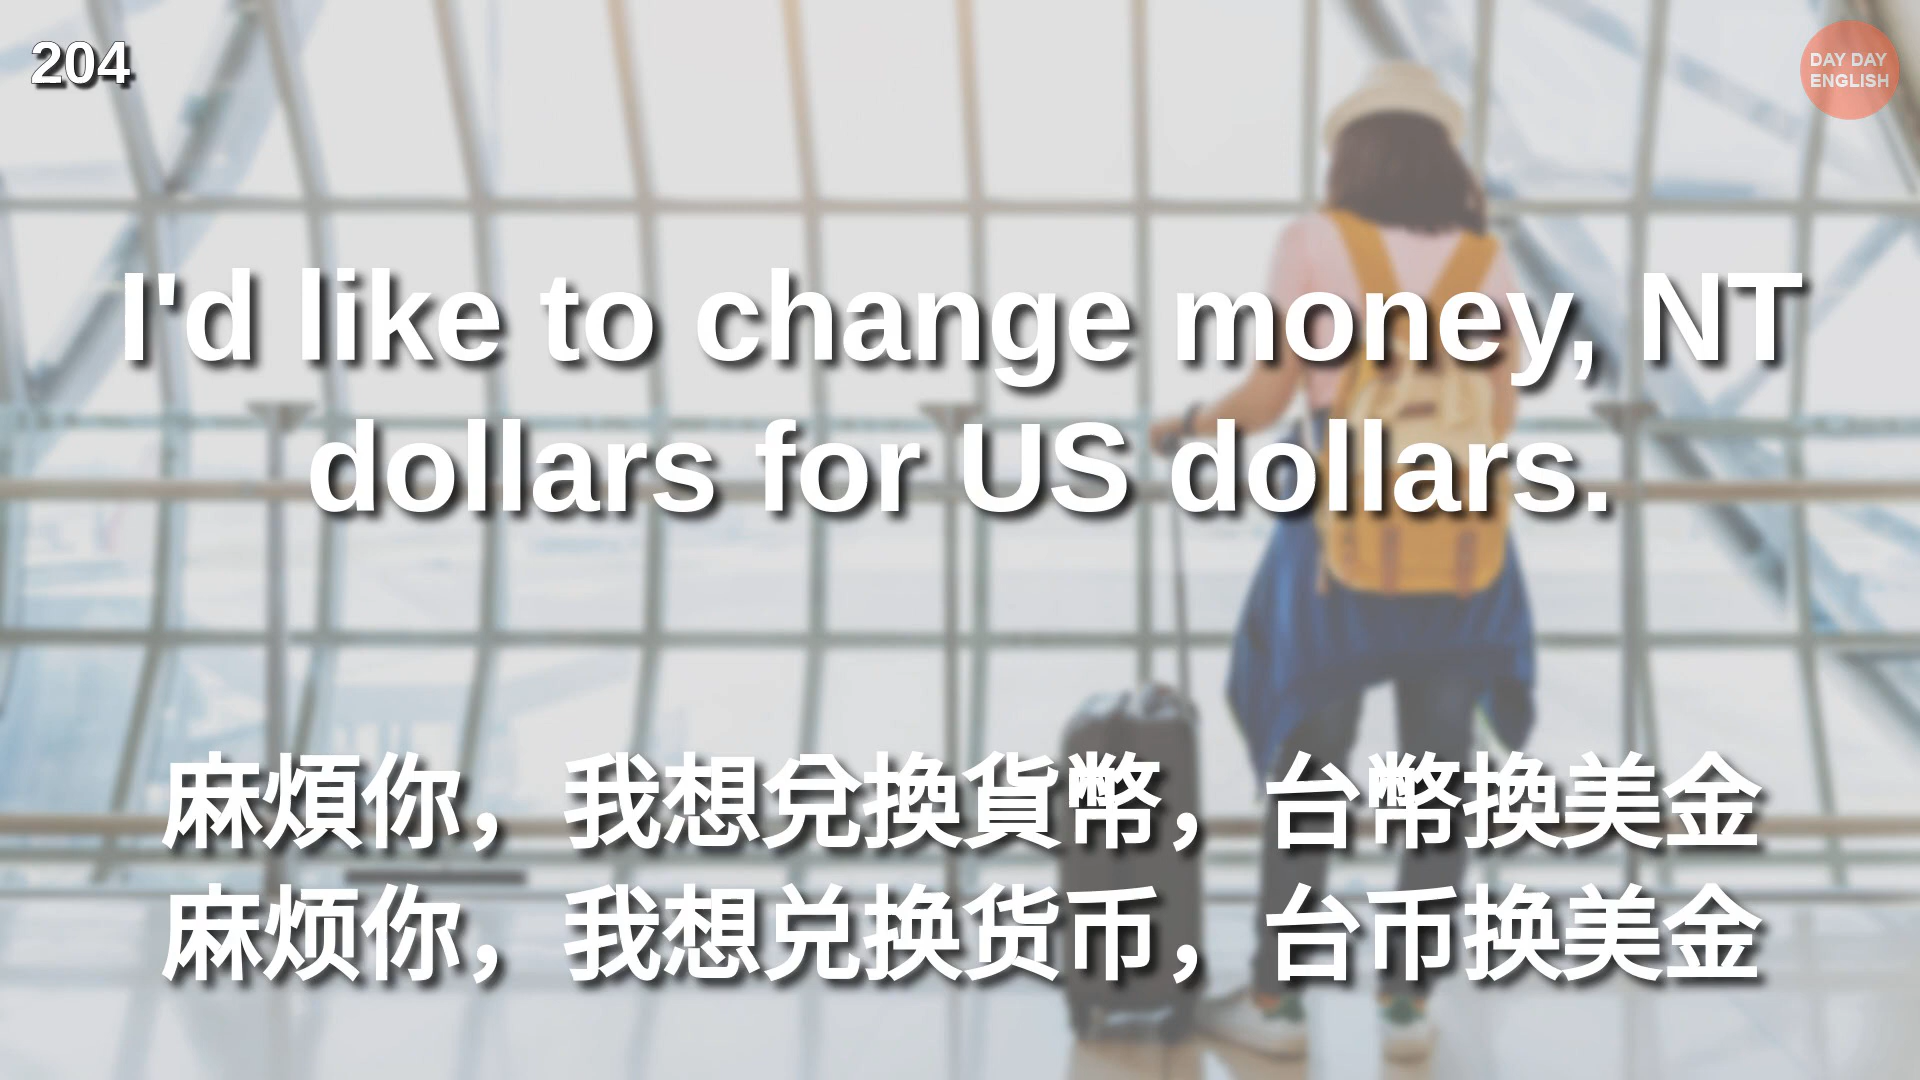 204
DAY DAY
ENGLISH
I'd like to change money, NT
dollars for US dollars.
麻煩你，我想兌換貨幣，台幣換美金
麻烦你，我想兑换货币，台币换美金